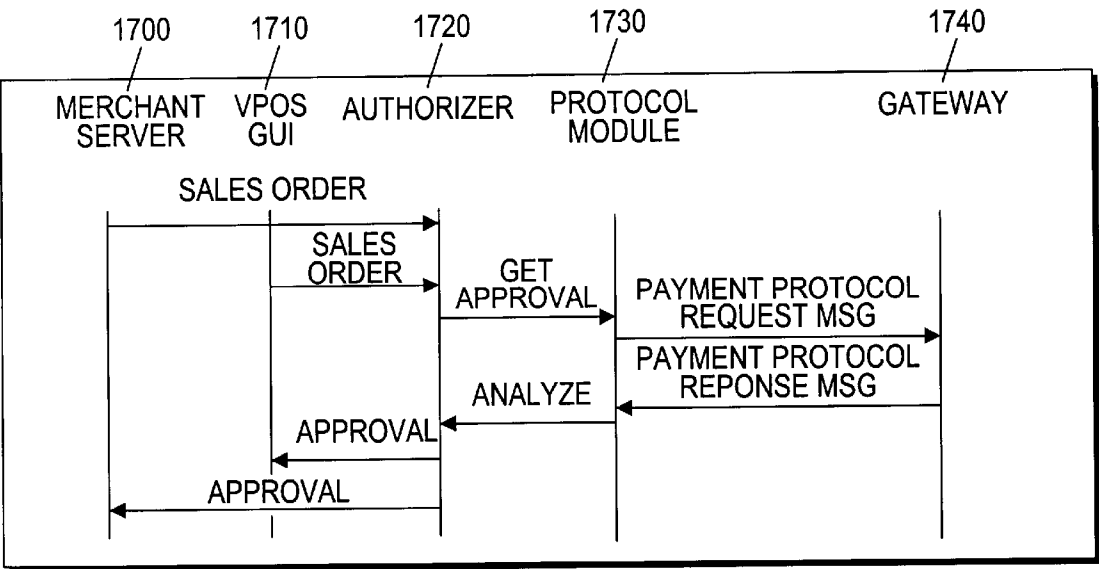 1700 1710 1720 1730 1740
MERCHANT SERVER
VPOS GUI
AUTHORIZER
PROTOCOL MODULE
GATEWAY
SALES ORDER
SALES
ORDER
GET
APPROVAL
PAYMENT PROTOCOL
REQUEST MSG
PAYMENT PROTOCOL
REPONSE MSG
ANALYZE
APPROVAL
APPROVAL